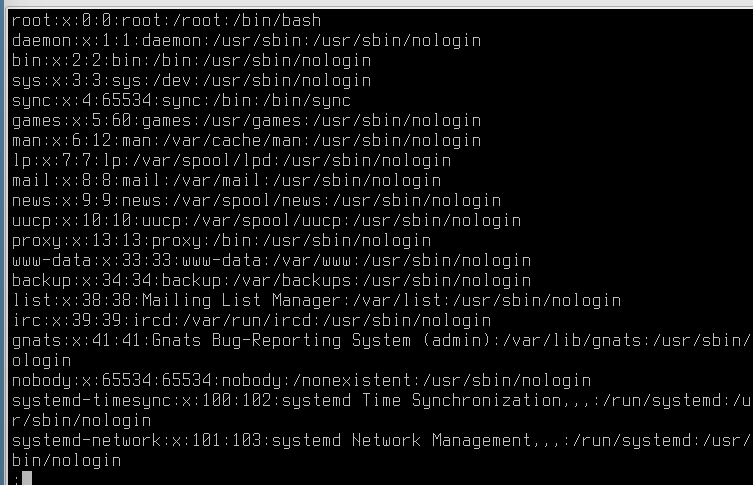 root:x:0:0:root:/root:/bin/bash
daemon:x:1:1:daemon:/usr/sbin:/usr/sbin/nologin
bin:x:2:2:bin:/bin:/usr/sbin/nologin
sys:x:3:3:sys:/dev:/usr/sbin/nologin
sync:x:4:65534:sync:/bin:/bin/sync
games:x:5:60:games:/usr/games:/usr/sbin/nologin
man:x:6:12:man:/var/cache/man:/usr/sbin/nologin
lp:x:7:7:lp:/var/spool/lpd:/usr/sbin/nologin
mail:x:8:8:mail:/var/mail:/usr/sbin/nologin
news:x:9:9:news:/var/spool/news:/usr/sbin/nologin
uucp:x:10:10:uucp:/var/spool/uucp:/usr/sbin/nologin
proxy:x:13:13:proxy:/bin:/usr/sbin/nologin
www-data:x:33:33:www-data:/var/www:/usr/sbin/nologin
backup:x:34:34:backup:/var/backups:/usr/sbin/nologin
list:x:38:38:Mailing List Manager:/var/list:/usr/sbin/nologin
irc:x:39:39:ircd:/var/run/ircd:/usr/sbin/nologin
gnats:x:41:41:Gnats Bug-Reporting System (admin):/var/lib/gnats:/usr/sbin/
ologin
nobody:x:65534:65534:nobody:/nonexistent:/usr/sbin/nologin
systemd-timesync:x:100:102:systemd Time Synchronization,,,:/run/systemd:/u
r/sbin/nologin
systemd-network:x:101:103:systemd Network Management,,,:/run/systemd:/usr/
bin/nologin
: